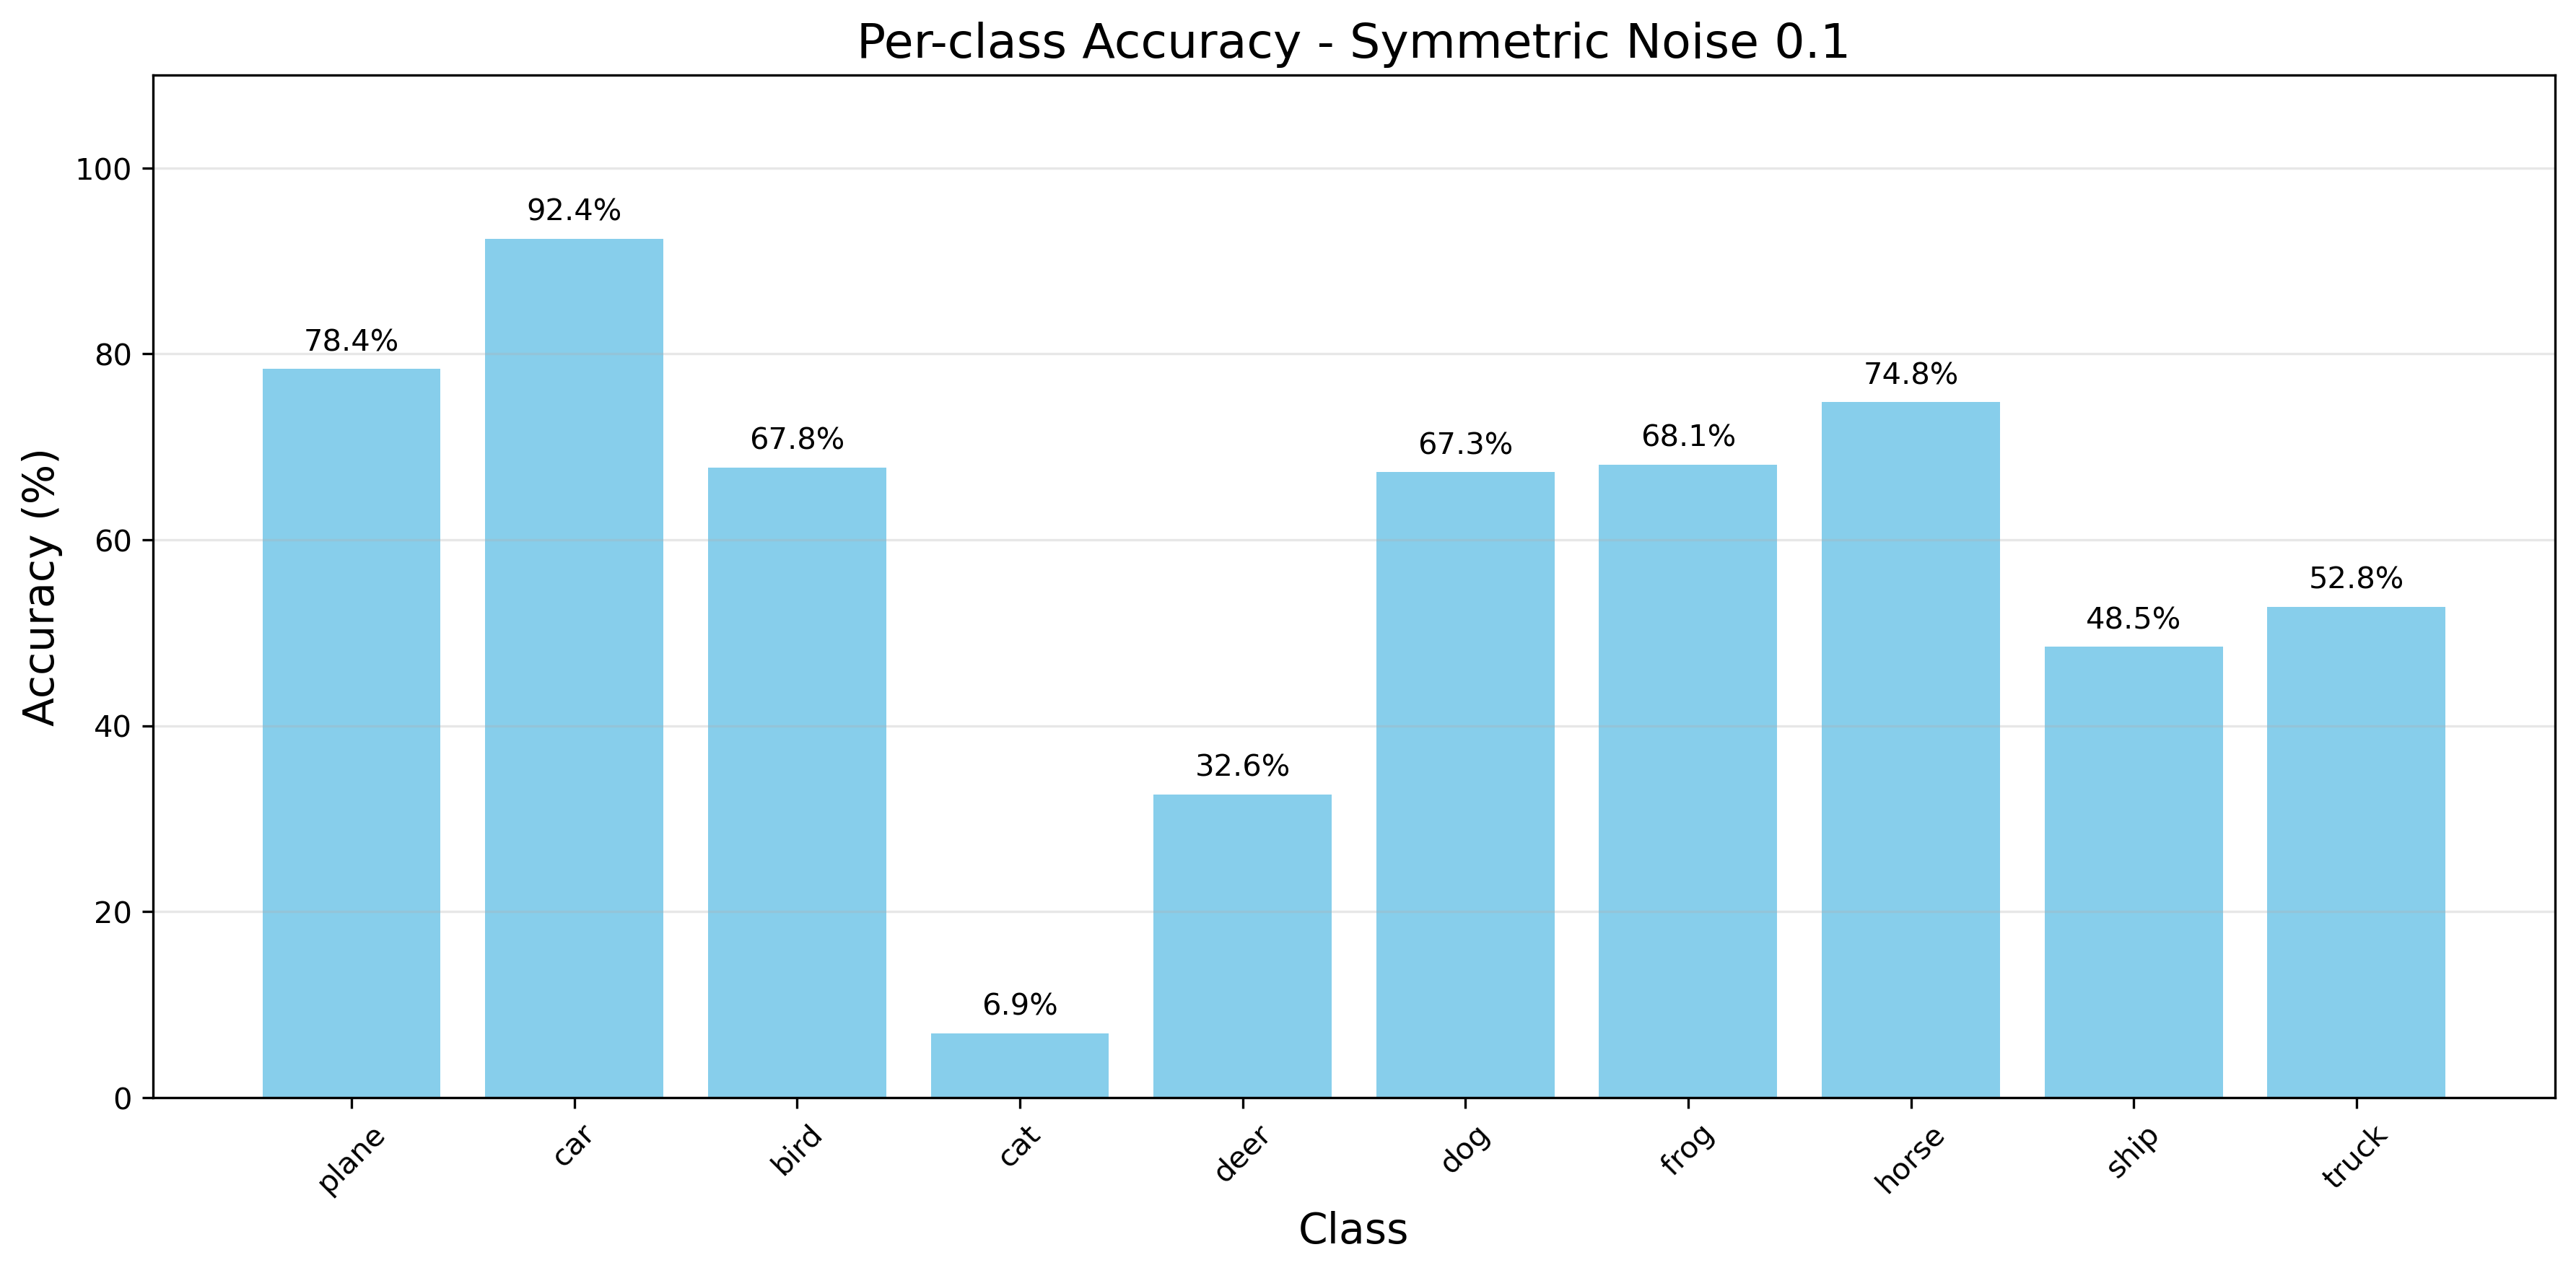 Per-class Accuracy - Symmetric Noise 0.1
Accuracy (%)
100
80
60
40
20
0
78.4%
92.4%
67.8%
6.9%
32.6%
67.3%
68.1%
74.8%
48.5%
52.8%
plane
car
bird
cat
deer
dog
frog
horse
ship
truck
Class